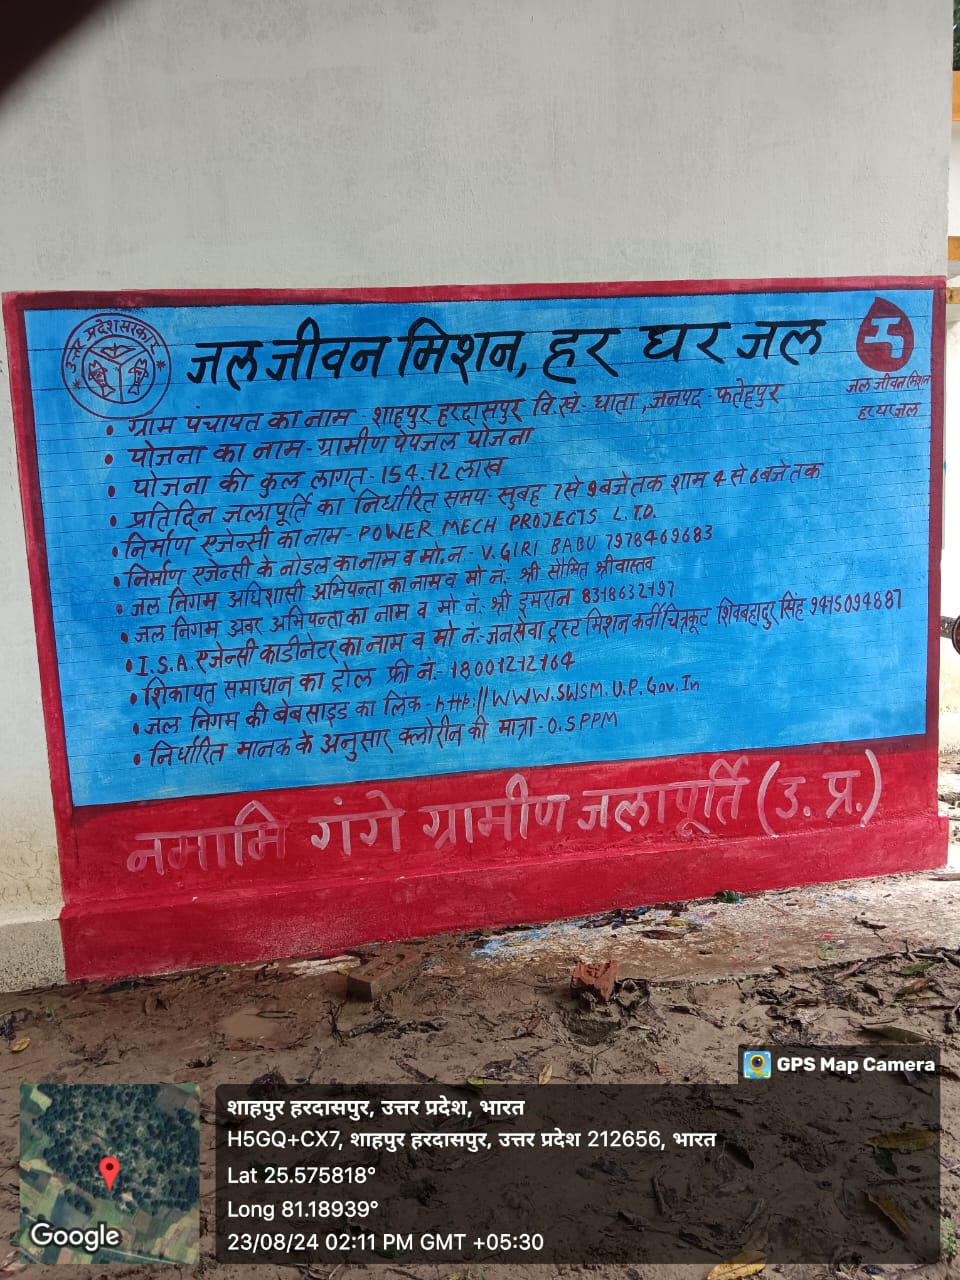 उत्तर प्रदेश सरकार
जल जीवन मिशन, हर घर जल
जल जीवन मिशन
हर घर जल
• ग्राम पंचायत का नाम - शाहपुर हरदासपुर वि.खं.- धाता, जनपद - फतेहपुर
• योजना का नाम - ग्रामीण पेयजल योजना
• योजना की कुल लागत - 154.12 लाख
• प्रतिदिन जलापूर्ति का निर्धारित समय - सुबह 7 से 9 बजे तक शाम 4 से 6 बजे तक
• निर्माण एजेन्सी का नाम - POWER MECH PROJECTS L.T.D.
• निर्माण एजेन्सी के नोडल का नाम व मो.न.- V. GIRI BABU 7978469683
• जल निगम अधिशासी अभियन्ता का नाम व मो नं.- श्री सौमित श्रीवास्तव
• जल निगम अवर अभियन्ता का नाम व मो नं.- श्री इमरान 8318632197
• I.S.A. एजेन्सी कार्डीनेटर का नाम व मो नं.- जनसेवा ट्रस्ट मिशन कर्वी चित्रकूट शिवबहादुर सिंह 9415094887
• शिकायत समाधान का ट्रोल फ्री नं.- 18001212164
• जल निगम की बेबसाइड का लिंक - http://WWW.SWSM.U.P.Gov.In
• निर्धारित मानक के अनुसार क्लोरीन की मात्रा - 0.5 PPM
नमामि गंगे ग्रामीण जलापूर्ति (उ. प्र.)
GPS Map Camera
शाहपुर हरदासपुर, उत्तर प्रदेश, भारत
H5GQ+CX7, शाहपुर हरदासपुर, उत्तर प्रदेश 212656, भारत
Lat 25.575818°
Long 81.18939°
23/08/24 02:11 PM GMT +05:30
Google